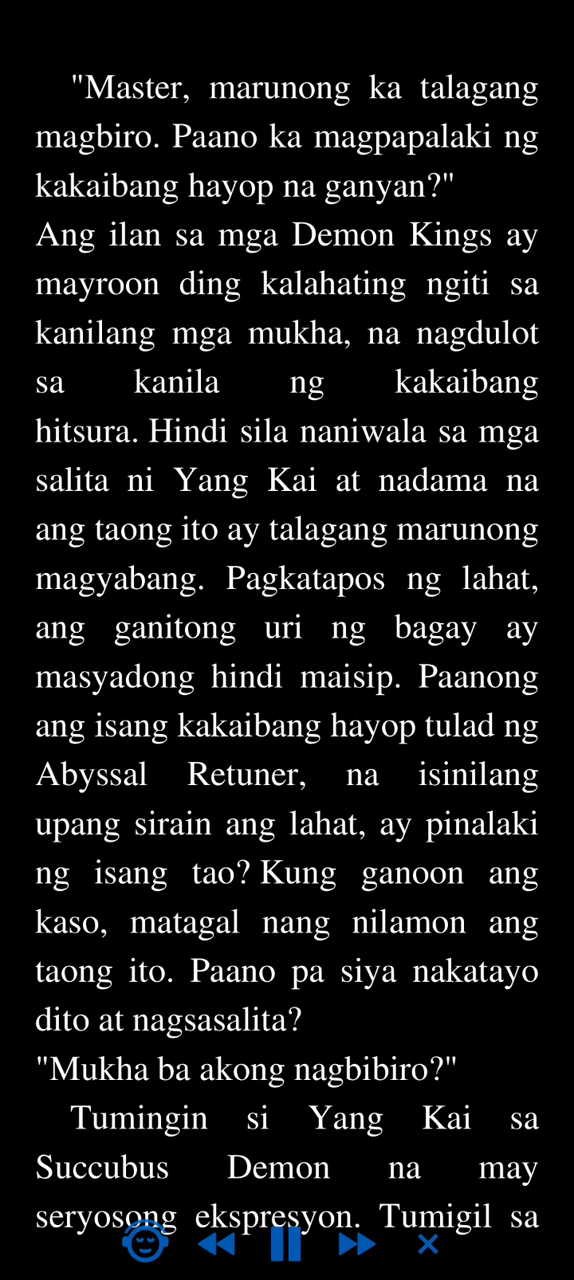 "Master, marunong ka talagang
magbiro. Paano ka magpapalaki ng
kakaibang hayop na ganyan?"
Ang ilan sa mga Demon Kings ay
mayroon ding kalahating ngiti sa
kanilang mga mukha, na nagdulot
sa kanila ng kakaibang
hitsura. Hindi sila naniwala sa mga
salita ni Yang Kai at nadama na
ang taong ito ay talagang marunong
magyabang. Pagkatapos ng lahat,
ang ganitong uri ng bagay ay
masyadong hindi maisip. Paanong
ang isang kakaibang hayop tulad ng
Abyssal Retuner, na isinilang
upang sirain ang lahat, ay pinalaki
ng isang tao? Kung ganoon ang
kaso, matagal nang nilamon ang
taong ito. Paano pa siya nakatayo
dito at nagsasalita?
"Mukha ba akong nagbibiro?"
Tumingin si Yang Kai sa
Succubus Demon na may
seryosong ekspresyon. Tumigil sa